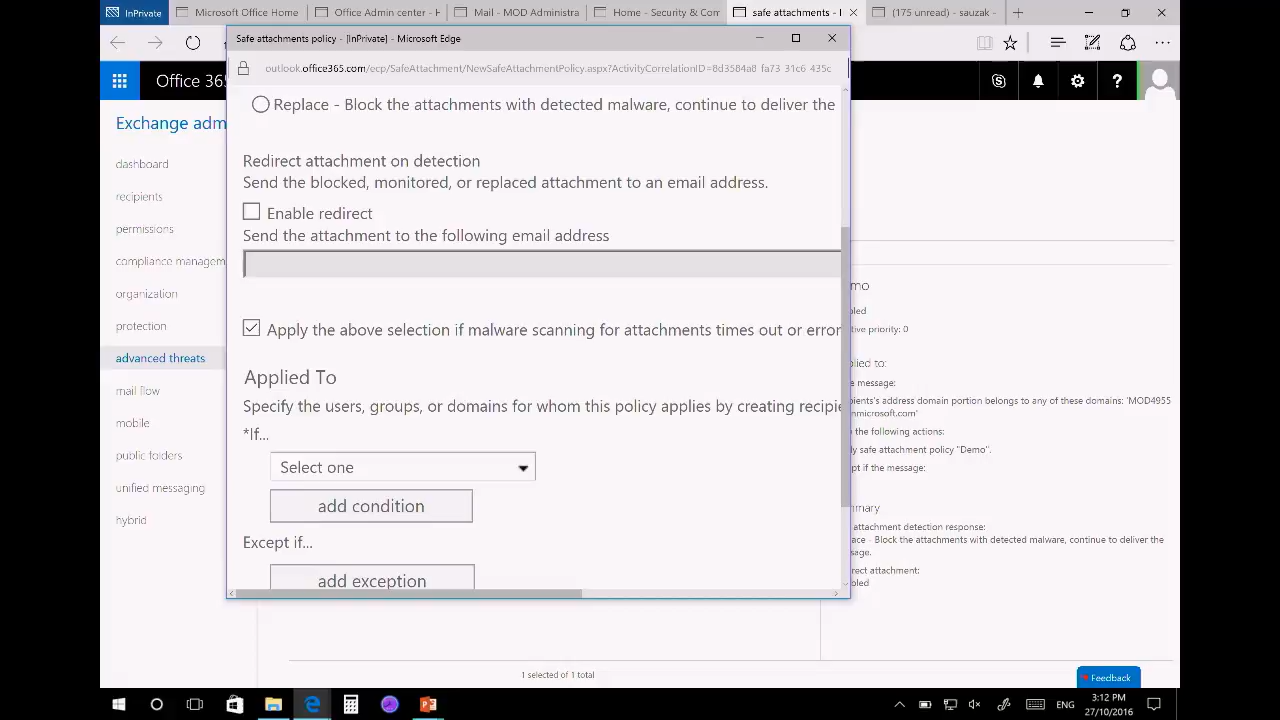 InPrivate
Microsoft Office Home
Office Admin center - H
Mail - MOD Administra
Home - Security & Com
safe attachments - I
(175 unread) - sauzak -
Safe attachments policy - [InPrivate] - Microsoft Edge
outlook.office365.com/ecp/SafeAttachment/NewSafeAttachmentPolicy.aspx?ActivityCorrelationID=8d3584a8 fa73 31c6 435c
Office 365
Exchange adm
dashboard
recipients
permissions
compliance managem
organization
protection
advanced threats
mail flow
mobile
public folders
unified messaging
hybrid
Replace - Block the attachments with detected malware, continue to deliver the
Redirect attachment on detection
Send the blocked, monitored, or replaced attachment to an email address.
Enable redirect
Send the attachment to the following email address
Apply the above selection if malware scanning for attachments times out or error
Applied To
Specify the users, groups, or domains for whom this policy applies by creating recipie
*If...
Select one
add condition
Except if...
add exception
mo
bled
tive priority: 0
lied to:
e message:
ipients's address domain portion belongs to any of these domains: 'MOD4955
nmicrosoft.com'
the following actions:
ly safe attachment policy "Demo".
pt if the message:
mmary
attachment detection response:
lace - Block the attachments with detected malware, continue to deliver the
sage.
irect attachment:
bled
1 selected of 1 total
Feedback
ENG
3:12 PM
27/10/2016